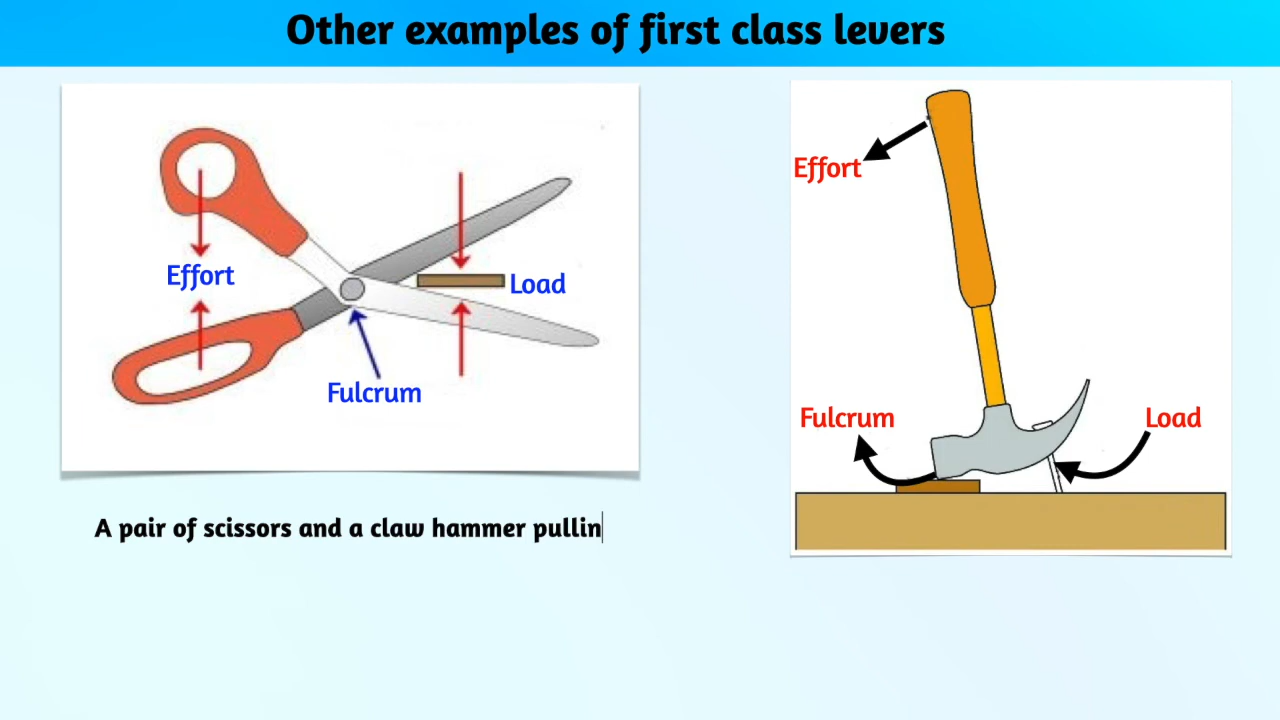 Other examples of first class levers
Effort
Load
Fulcrum
Effort
Fulcrum
Load
A pair of scissors and a claw hammer pullin